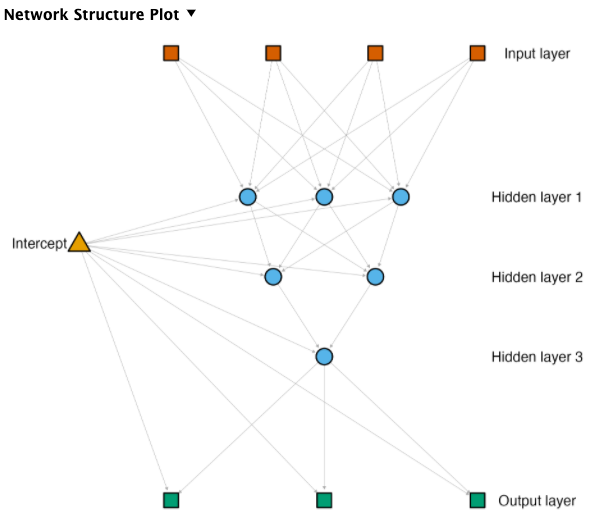 Network Structure Plot ▼
Input layer
Hidden layer 1
Intercept
Hidden layer 2
Hidden layer 3
Output layer